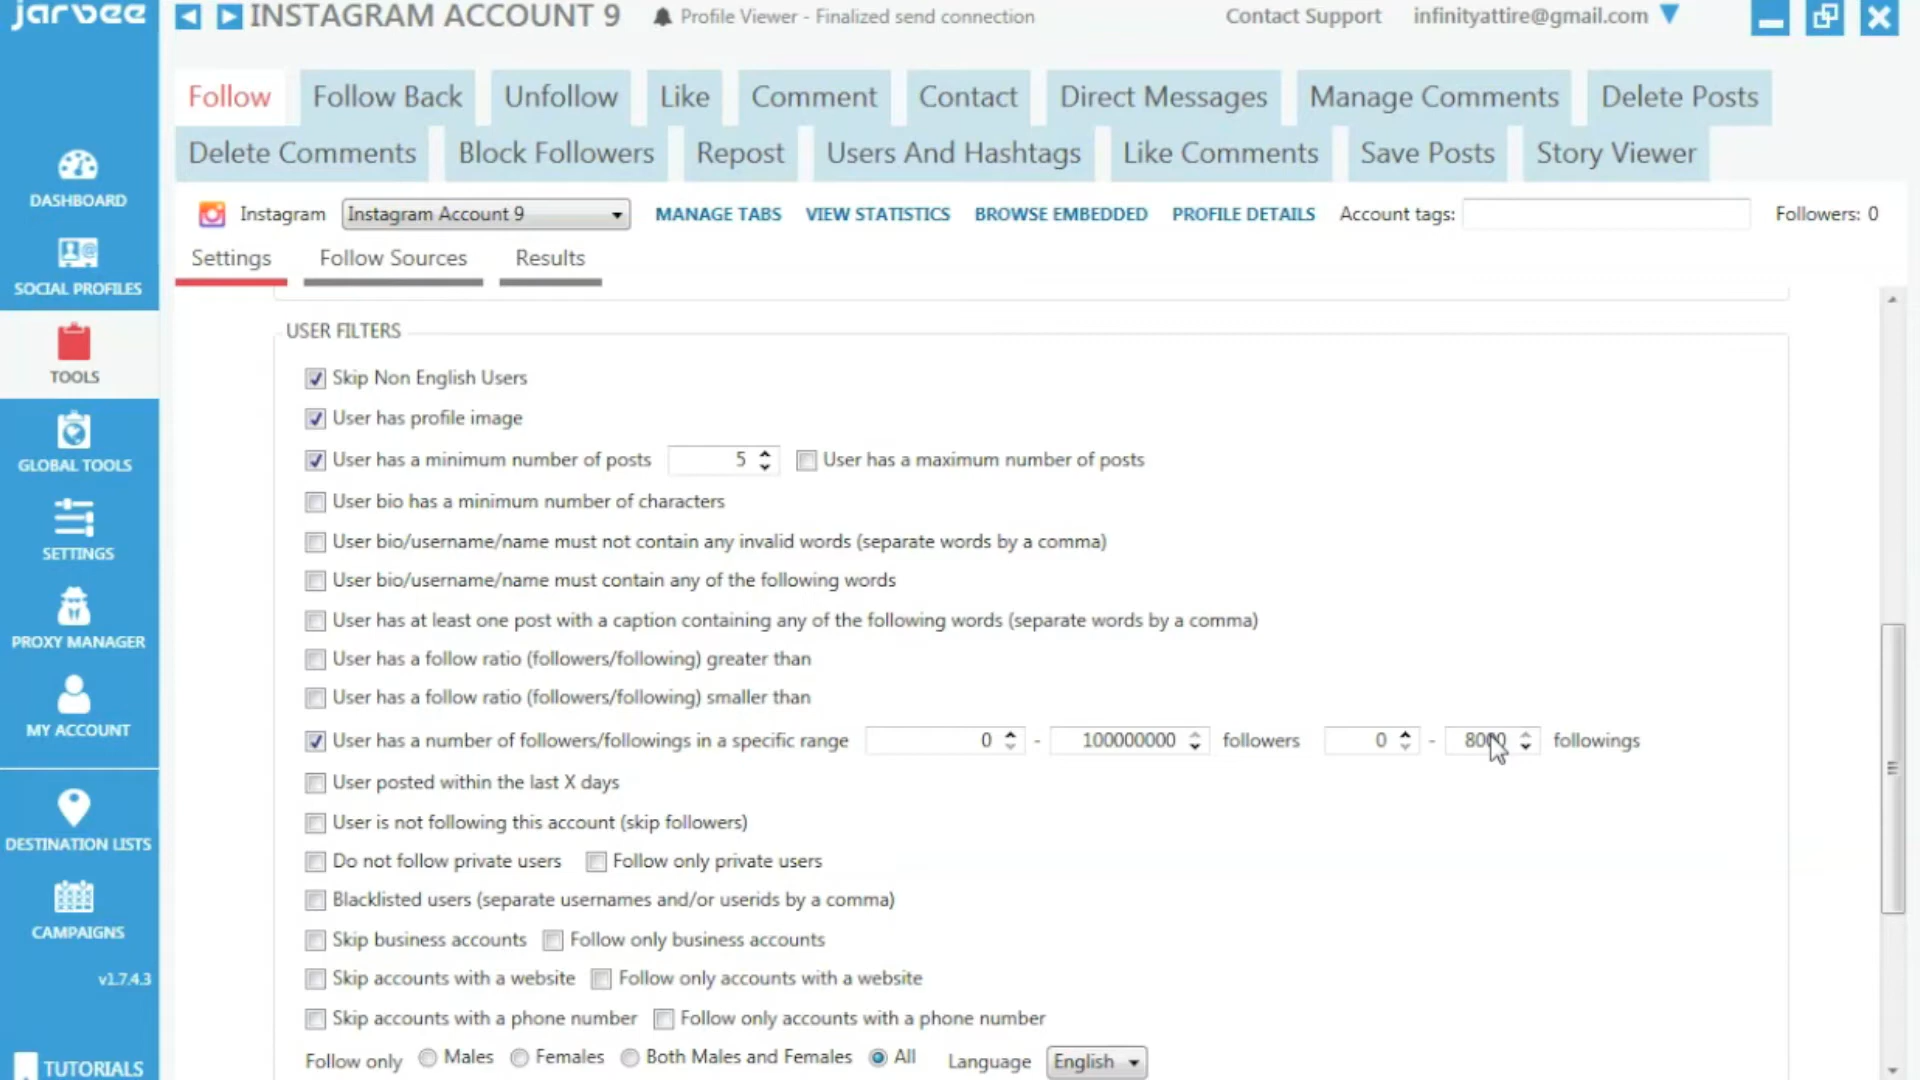 jarvee
INSTAGRAM ACCOUNT 9 Profile Viewer - Finalized send connection Contact Support infinityattire@gmail.com
Follow Follow Back Unfollow Like Comment Contact Direct Messages Manage Comments Delete Posts
Delete Comments Block Followers Repost Users And Hashtags Like Comments Save Posts Story Viewer
Instagram Instagram Account 9 MANAGE TABS VIEW STATISTICS BROWSE EMBEDDED PROFILE DETAILS Account tags: Followers: 0
Settings Follow Sources Results
DASHBOARD
SOCIAL PROFILES
TOOLS
GLOBAL TOOLS
SETTINGS
PROXY MANAGER
MY ACCOUNT
DESTINATION LISTS
CAMPAIGNS
v1.7.4.3
TUTORIALS
USER FILTERS
Skip Non English Users
User has profile image
User has a minimum number of posts 5 User has a maximum number of posts
User bio has a minimum number of characters
User bio/username/name must not contain any invalid words (separate words by a comma)
User bio/username/name must contain any of the following words
User has at least one post with a caption containing any of the following words (separate words by a comma)
User has a follow ratio (followers/following) greater than
User has a follow ratio (followers/following) smaller than
User has a number of followers/followings in a specific range 0 - 100000000 followers 0 - 8000 followings
User posted within the last X days
User is not following this account (skip followers)
Do not follow private users Follow only private users
Blacklisted users (separate usernames and/or userids by a comma)
Skip business accounts Follow only business accounts
Skip accounts with a website Follow only accounts with a website
Skip accounts with a phone number Follow only accounts with a phone number
Follow only Males Females Both Males and Females All Language English